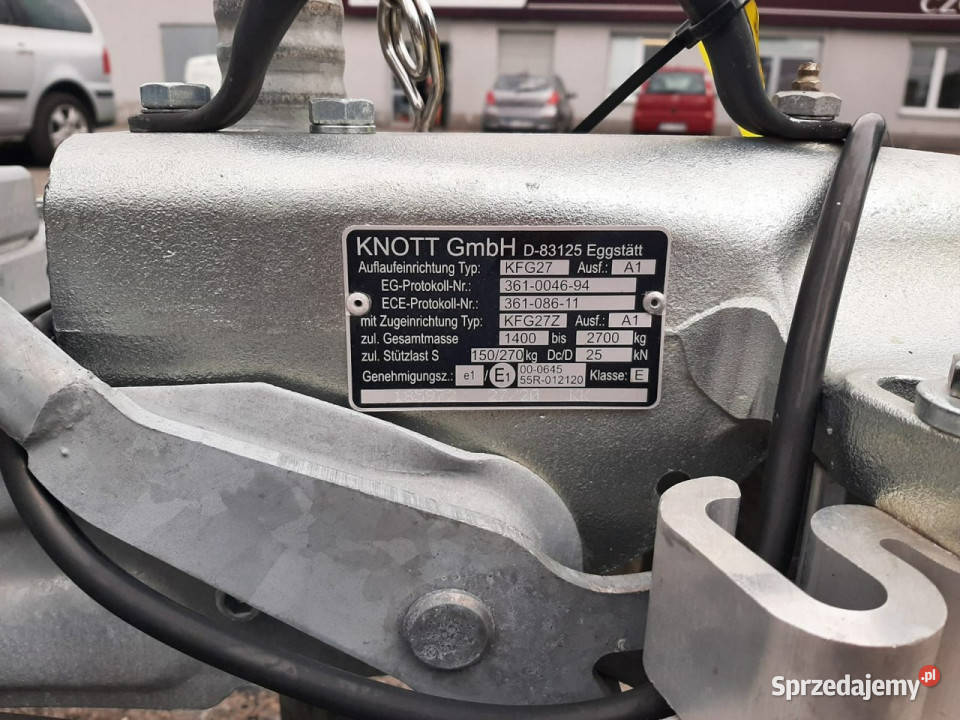 KNOTT GmbH D-83125 Eggstätt
Auflaufeinrichtung Typ: KFG27 Ausf.: A1
EG-Protokoll-Nr.: 361-0046-94
ECE-Protokoll-Nr.: 361-086-11
mit Zugeinrichtung Typ: KFG27Z Ausf.: A1
zul. Gesamtmasse 1400 bis 2700 kg
zul. Stützlast S 150/270 kg Dc/D 25 kN
Genehmigungsz.: e1 / E1 00-0645 Klasse: E
55R-012120
Sprzedajemy.pl